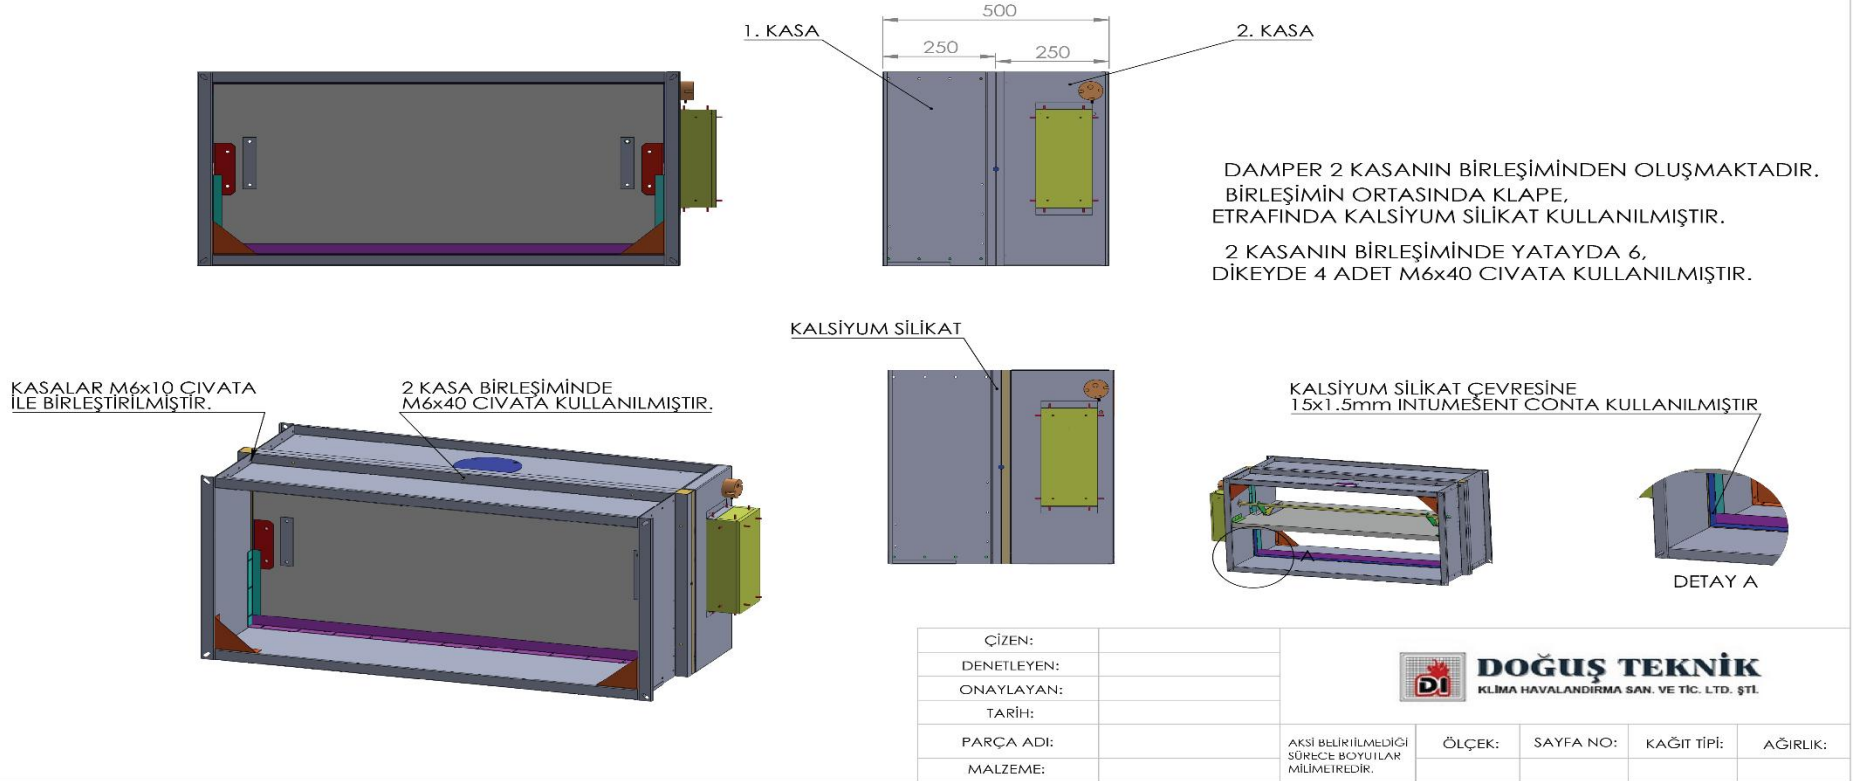 500
1. KASA
2. KASA
250
250
DAMPER 2 KASANIN BİRLEŞİMİNDEN OLUŞMAKTADIR.
BİRLEŞİMİN ORTASINDA KLAPE,
ETRAFINDA KALSİYUM SİLİKAT KULLANILMIŞTIR.
2 KASANIN BİRLEŞİMİNDE YATAYDA 6,
DİKEYDE 4 ADET M6x40 CIVATA KULLANILMIŞTIR.
KALSİYUM SİLİKAT
KASALAR M6x10 CIVATA
İLE BİRLEŞTİRİLMİŞTİR.
2 KASA BİRLEŞİMİNDE
M6x40 CIVATA KULLANILMIŞTIR.
KALSİYUM SİLİKAT ÇEVRESİNE
15x1.5mm INTUMESENT CONTA KULLANILMIŞTIR
A
DETAY A
ÇİZEN:
DENETLEYEN:
ONAYLAYAN:
TARİH:
PARÇA ADI:
MALZEME:
DOĞUŞ TEKNİK
KLİMA HAVALANDIRMA SAN. VE TİC. LTD. ŞTİ.
AKSİ BELİRTİLMEDİĞİ
SÜRECE BOYUTLAR
MİLİMETREDİR.
ÖLÇEK:
SAYFA NO:
KAĞIT TİPİ:
AĞIRLIK: